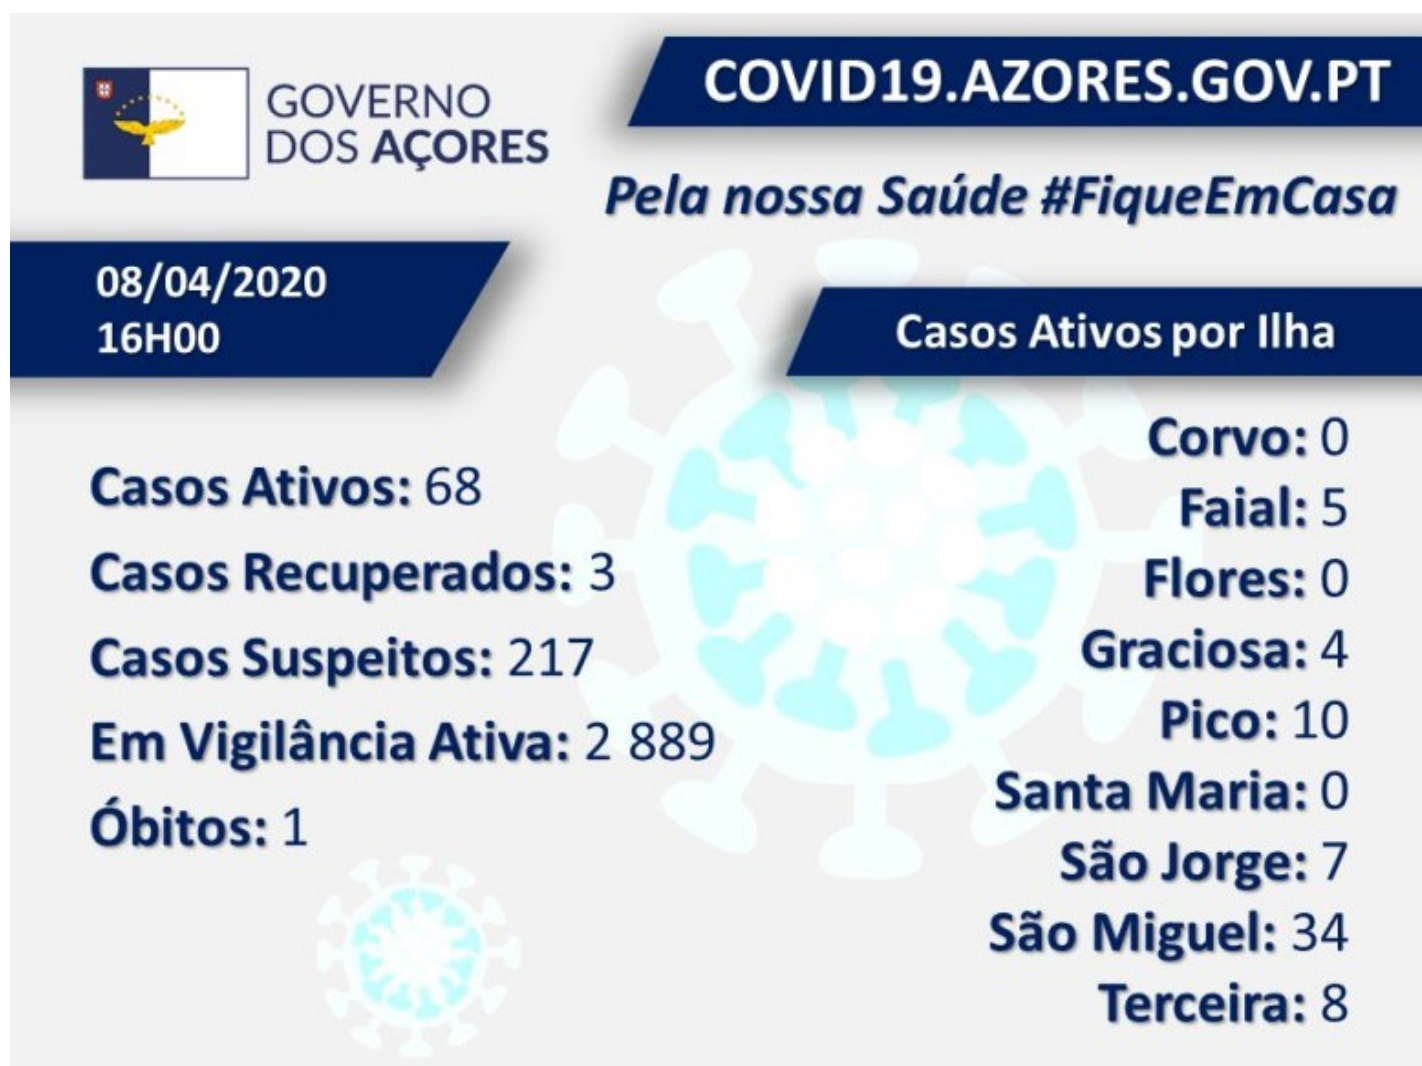 GOVERNO
DOS AÇORES
COVID19.AZORES.GOV.PT
Pela nossa Saúde #FiqueEmCasa
08/04/2020
16H00
Casos Ativos: 68
Casos Recuperados: 3
Casos Suspeitos: 217
Em Vigilância Ativa: 2 889
Óbitos: 1
Casos Ativos por Ilha
Corvo: 0
Faial: 5
Flores: 0
Graciosa: 4
Pico: 10
Santa Maria: 0
São Jorge: 7
São Miguel: 34
Terceira: 8